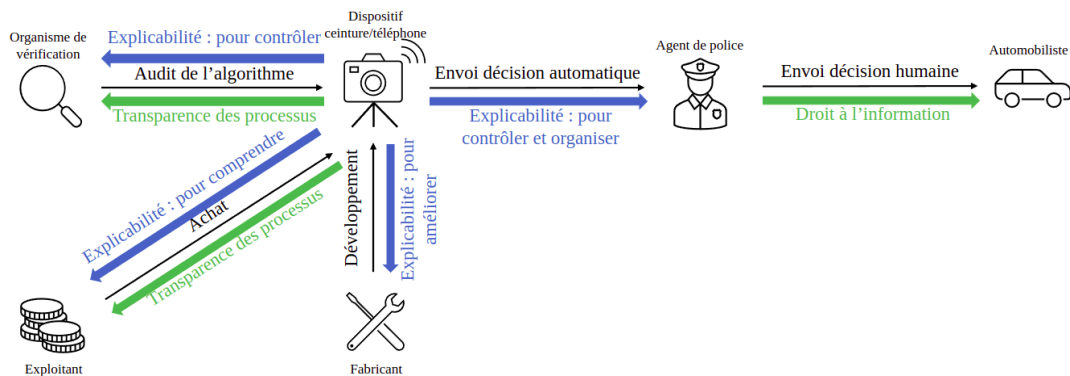 Dispositif
ceinture/téléphone
Organisme de
vérification
Explicabilité : pour contrôler
Audit de l'algorithme
Transparence des processus
Envoi décision automatique
Explicabilité : pour
contrôler et organiser
Agent de police
Envoi décision humaine
Droit à l'information
Automobiliste
Explicabilité : pour comprendre
Achat
Transparence des processus
Développement
Explicabilité : pour
améliorer
Exploitant
Fabricant